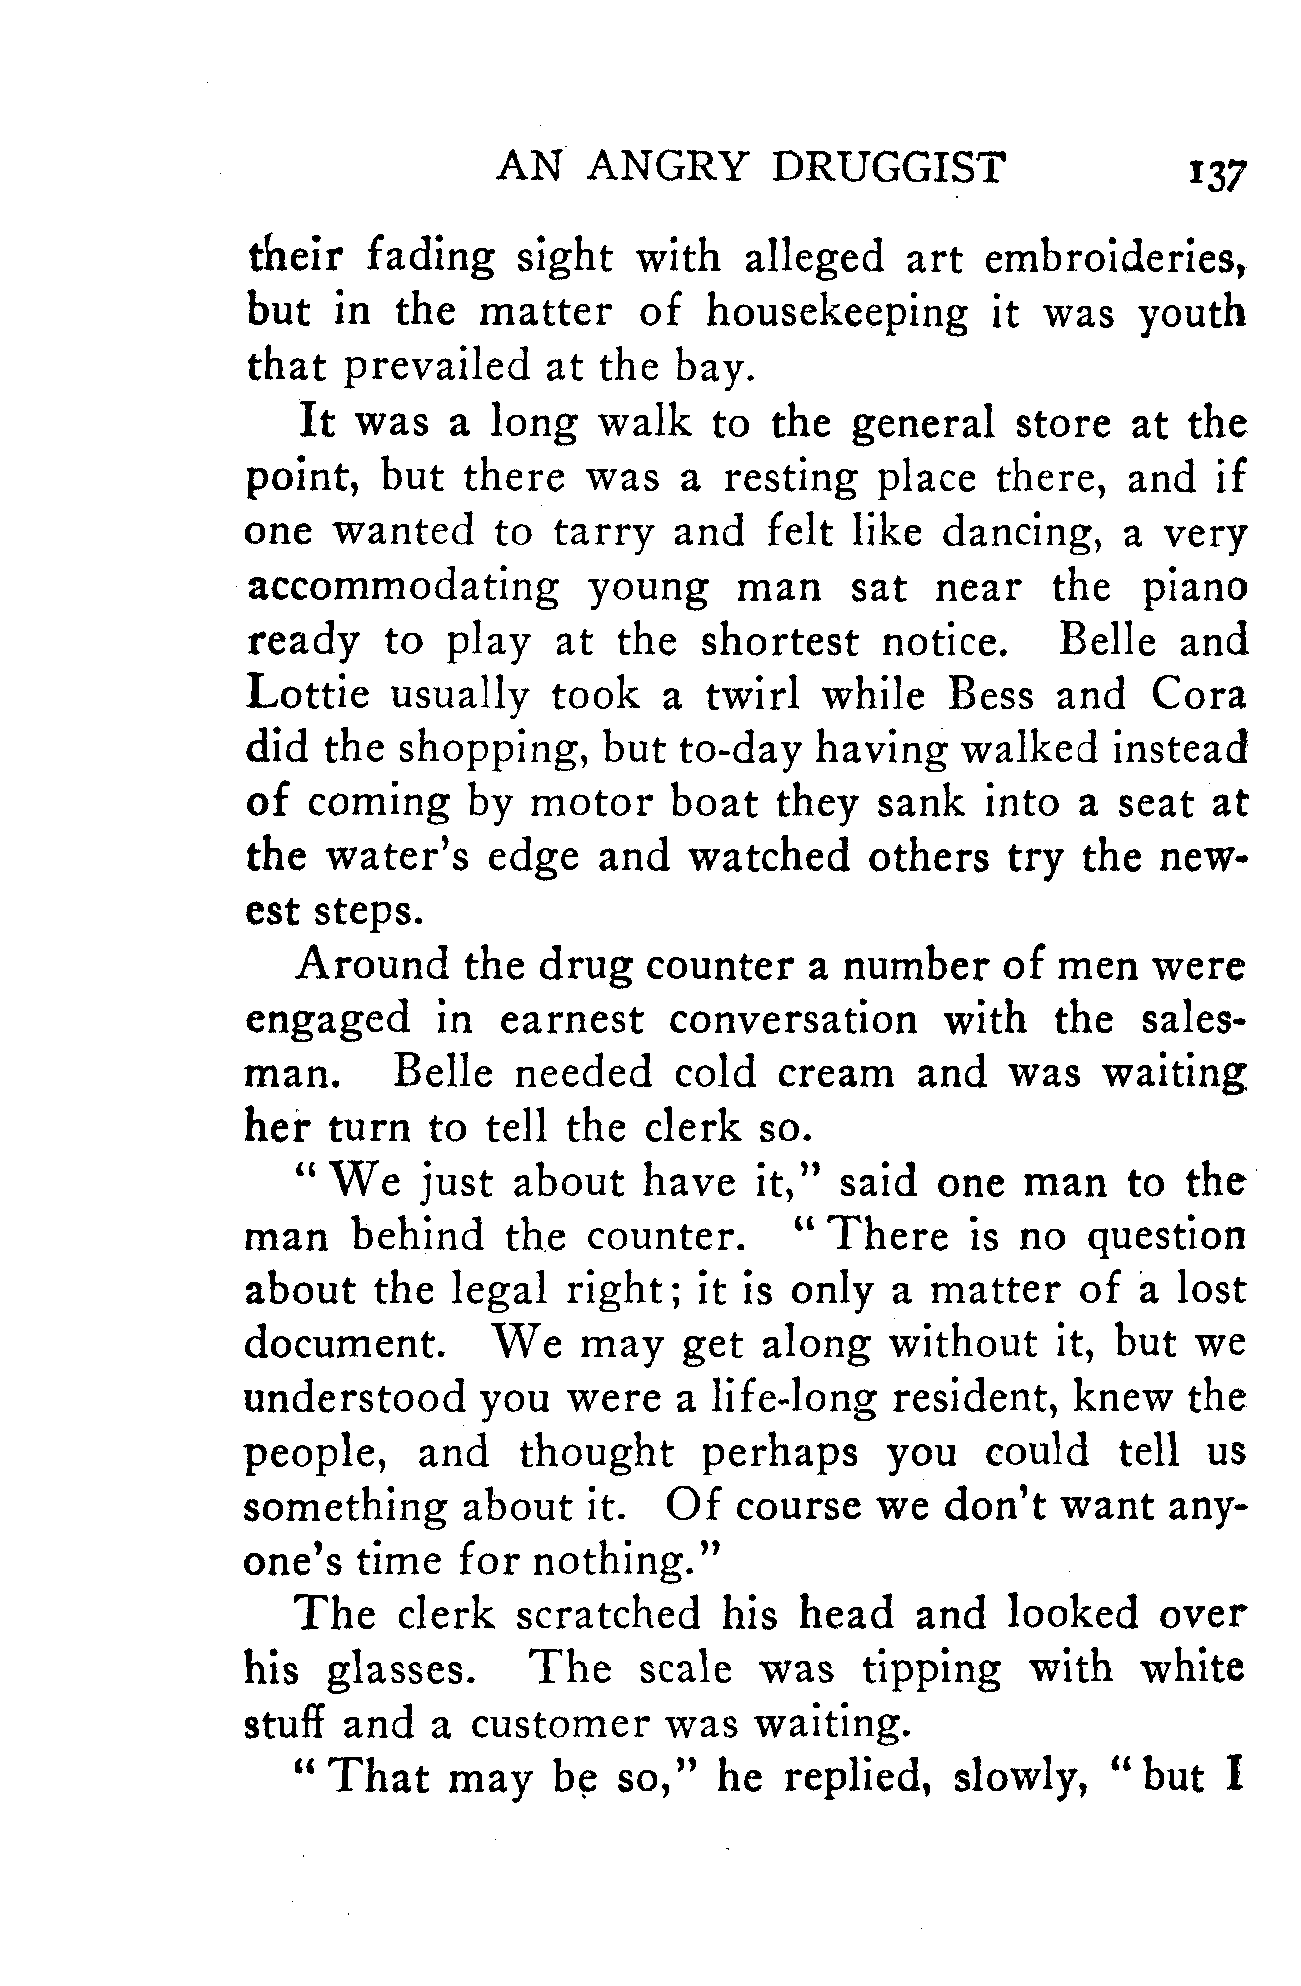 AN ANGRY DRUGGIST 137
their fading sight with alleged art embroideries,
but in the matter of housekeeping it was youth
that prevailed at the bay.
It was a long walk to the general store at the
point, but there was a resting place there, and if
one wanted to tarry and felt like dancing, a very
accommodating young man sat near the piano
ready to play at the shortest notice. Belle and
Lottie usually took a twirl while Bess and Cora
did the shopping, but to-day having walked instead
of coming by motor boat they sank into a seat at
the water's edge and watched others try the new-
est steps.
Around the drug counter a number of men were
engaged in earnest conversation with the sales-
man. Belle needed cold cream and was waiting
her turn to tell the clerk so.
" We just about have it," said one man to the
man behind the counter. " There is no question
about the legal right; it is only a matter of a lost
document. We may get along without it, but we
understood you were a life-long resident, knew the
people, and thought perhaps you could tell us
something about it. Of course we don't want any-
one's time for nothing."
The clerk scratched his head and looked over
his glasses. The scale was tipping with white
stuff and a customer was waiting.
" That may be so," he replied, slowly, " but I